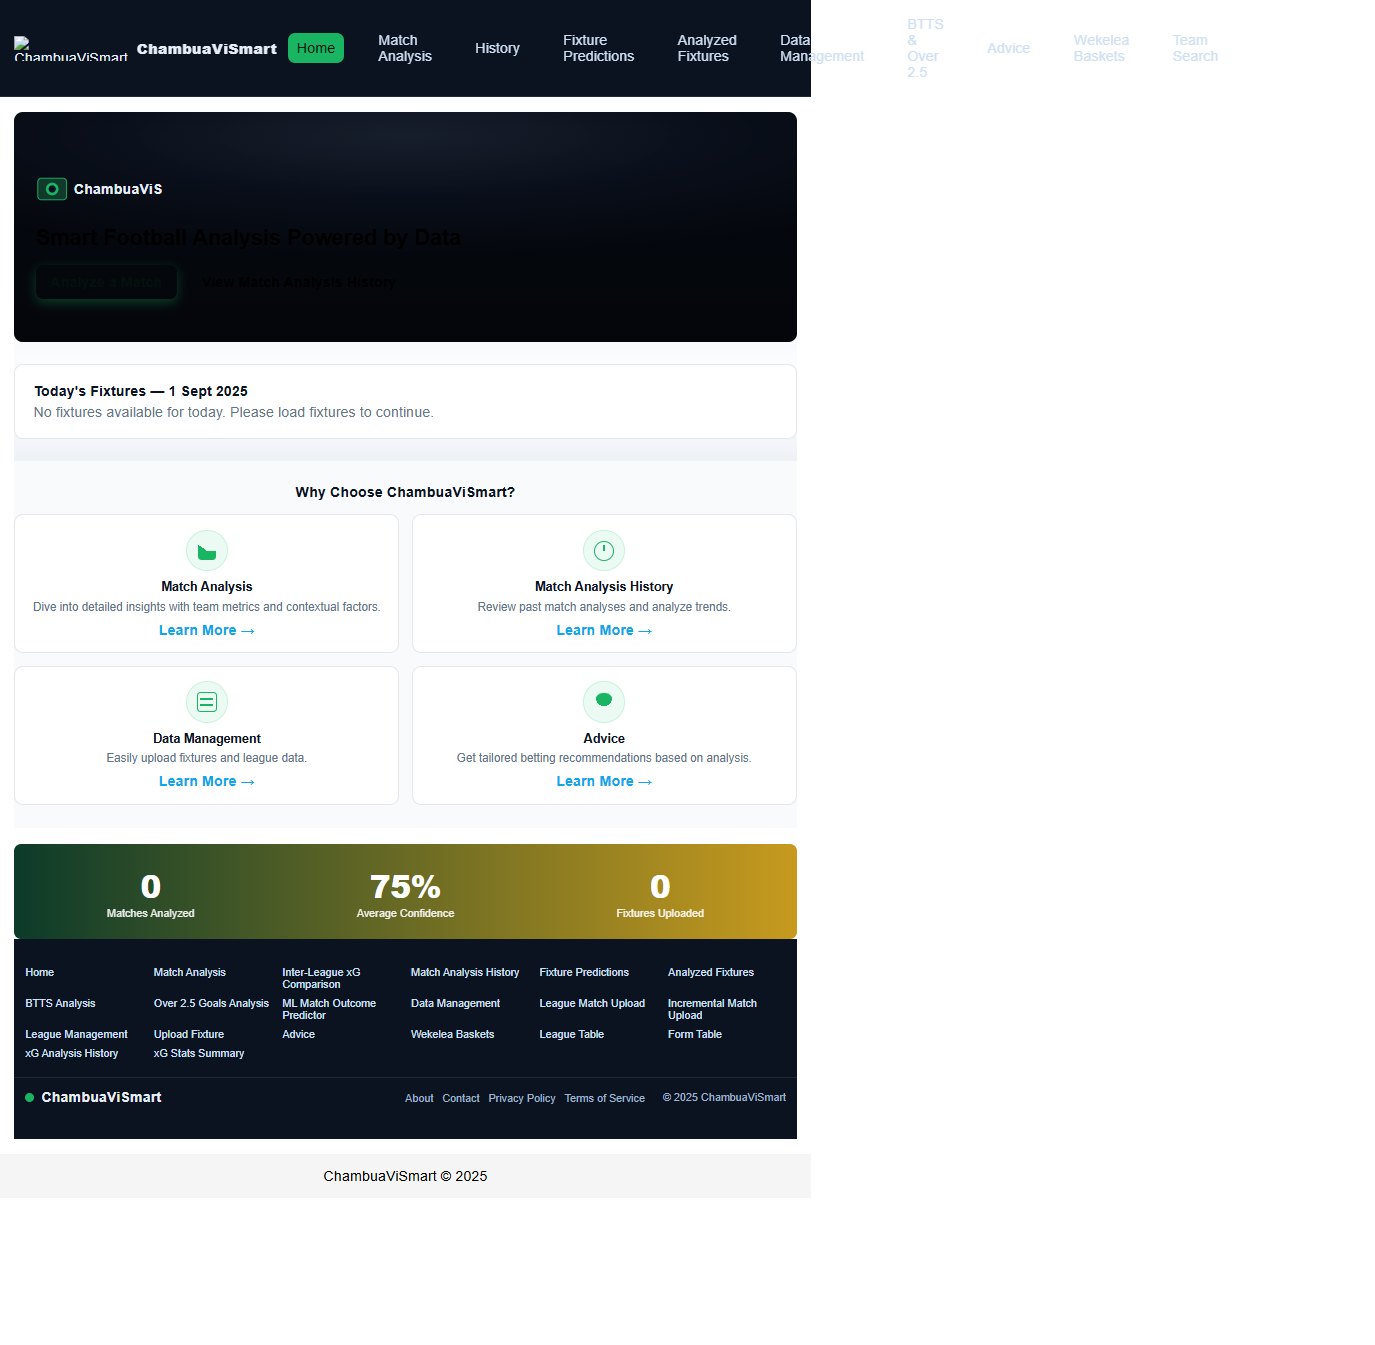 ChambuaViSmart
ChambuaViSmart
Home
Match
Analysis
History
Fixture
Predictions
Analyzed
Fixtures
Data
Management
BTTS
&
Over
2.5
Advice
Wekelea
Baskets
Team
Search
ChambuaViS
Smart Football Analysis Powered by Data
Analyze a Match
View Match Analysis History
Today's Fixtures — 1 Sept 2025
No fixtures available for today. Please load fixtures to continue.
Why Choose ChambuaViSmart?
Match Analysis
Dive into detailed insights with team metrics and contextual factors.
Learn More →
Match Analysis History
Review past match analyses and analyze trends.
Learn More →
Data Management
Easily upload fixtures and league data.
Learn More →
Advice
Get tailored betting recommendations based on analysis.
Learn More →
0
Matches Analyzed
75%
Average Confidence
0
Fixtures Uploaded
Home
Match Analysis
Inter-League xG
Comparison
Match Analysis History
Fixture Predictions
Analyzed Fixtures
BTTS Analysis
Over 2.5 Goals Analysis
ML Match Outcome
Predictor
Data Management
League Match Upload
Incremental Match
Upload
League Management
Upload Fixture
Advice
Wekelea Baskets
League Table
Form Table
xG Analysis History
xG Stats Summary
ChambuaViSmart
About Contact Privacy Policy Terms of Service © 2025 ChambuaViSmart
ChambuaViSmart © 2025